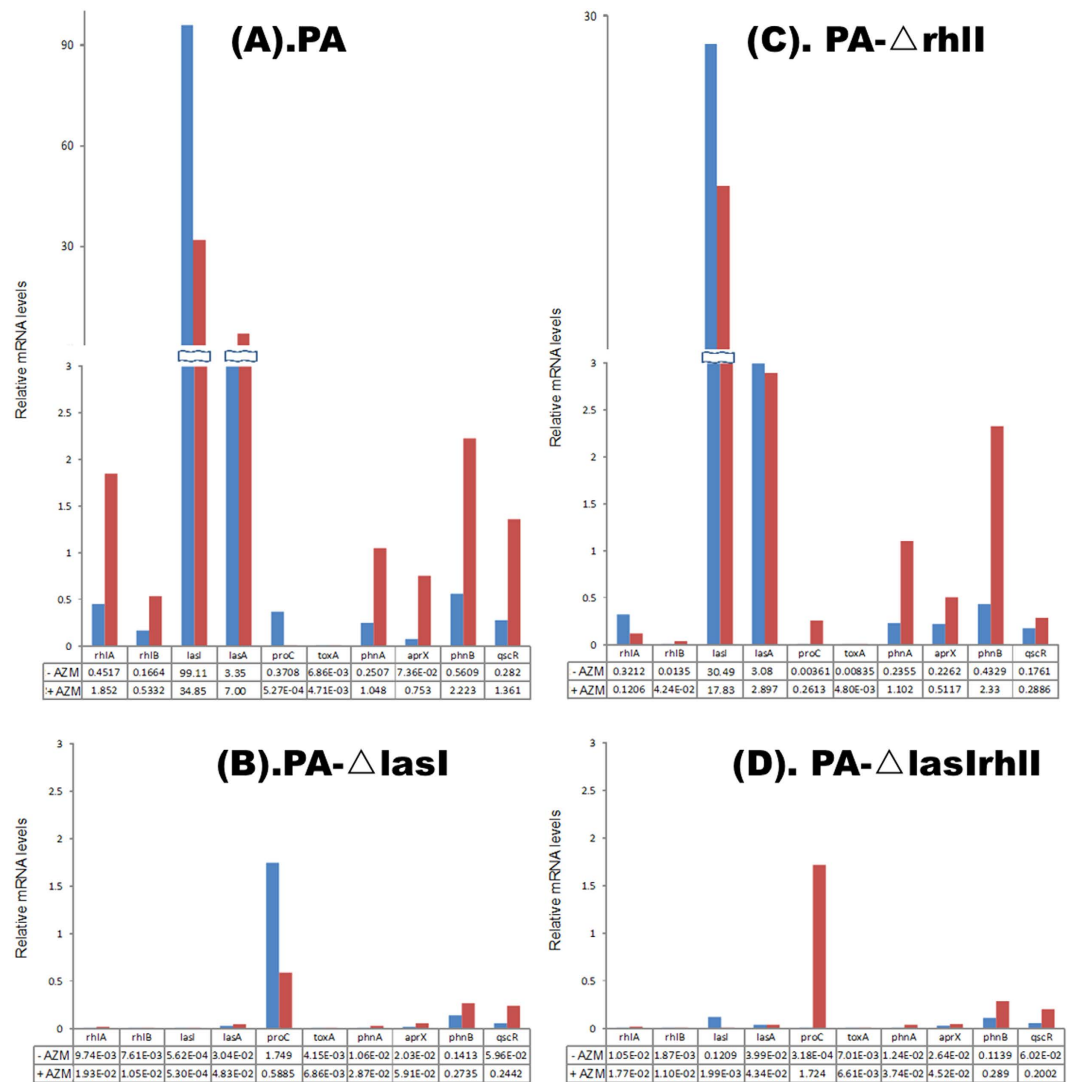 (A).PA
90
60
30
Relative mRNA levels
3
2.5
2
1.5
1
0.5
0
rhlA rhlB lasI lasA proC toxA phnA aprX phnB qscR
- AZM 0.4517 0.1664 99.11 3.35 0.3708 6.86E-03 0.2507 7.36E-02 0.5609 0.282
+ AZM 1.852 0.5332 34.85 7.00 5.27E-04 4.71E-03 1.048 0.753 2.223 1.361
(C). PA-△rhlI
30
Relative mRNA levels
3
2.5
2
1.5
1
0.5
0
rhlA rhlB lasI lasA proC toxA phnA aprX phnB qscR
- AZM 0.3212 0.0135 30.49 3.08 0.00361 0.00835 0.2355 0.2262 0.4329 0.1761
+ AZM 0.1206 4.24E-02 17.83 2.897 0.2613 4.80E-03 1.102 0.5117 2.33 0.2886
(B).PA-△lasI
Relative mRNA levels
3
2.5
2
1.5
1
0.5
0
rhlA rhlB lasI lasA proC toxA phnA aprX phnB qscR
- AZM 9.74E-03 7.61E-03 5.62E-04 3.04E-02 1.749 4.15E-03 1.06E-02 2.03E-02 0.1413 5.96E-02
+ AZM 1.93E-02 1.05E-02 5.30E-04 4.83E-02 0.5885 1.67E-03 2.87E-02 5.91E-02 0.2735 0.2442
(D). PA-△lasIrhlI
Relative mRNA levels
3
2.5
2
1.5
1
0.5
0
rhlA rhlB lasI lasA proC toxA phnA aprX phnB qscR
- AZM 1.05E-02 1.87E-03 0.1209 3.99E-02 3.18E-04 7.01E-03 1.24E-02 2.64E-02 0.1139 6.02E-02
+ AZM 1.77E-02 1.10E-02 1.99E-03 4.34E-02 1.724 6.61E-03 3.74E-02 4.52E-02 0.289 0.2002